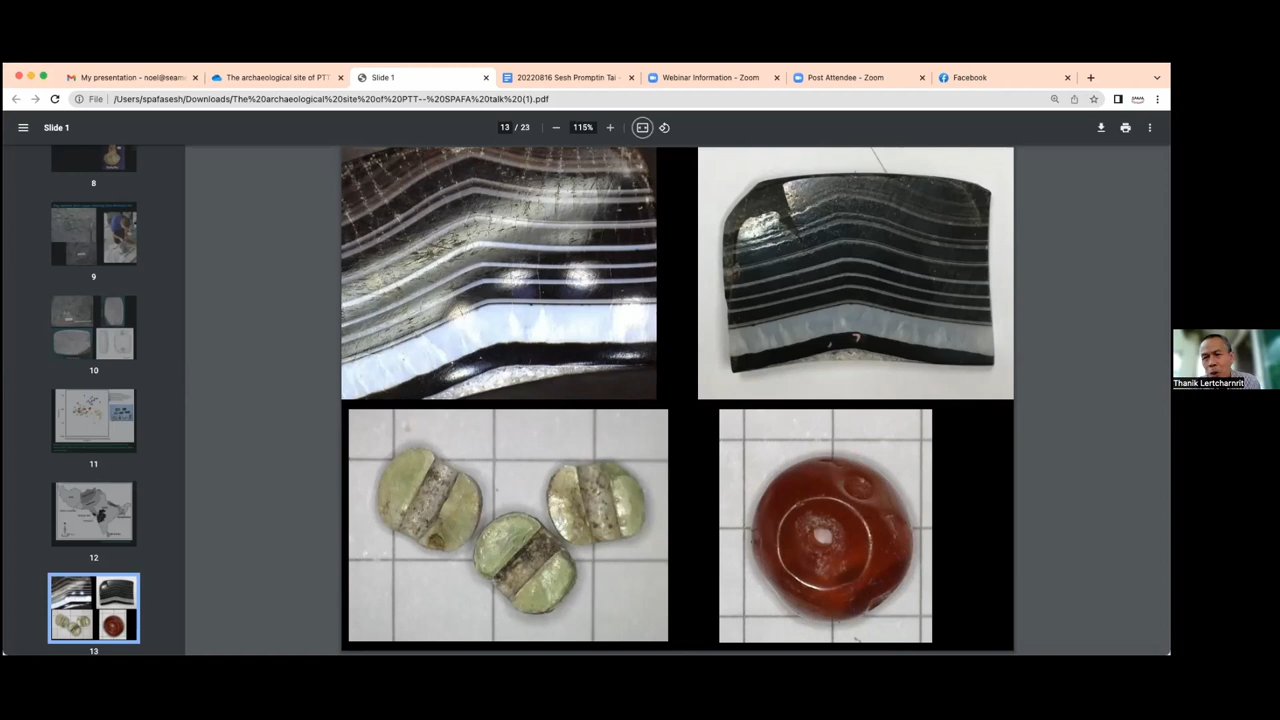 My presentation - noel@seam
The archaeological site of PTT
Slide 1
20220816 Sesh Promptin Tai -
Webinar Information - Zoom
Post Attendee - Zoom
Facebook
File
/Users/spafasesh/Downloads/The%20archaeological%20site%20of%20PTT--%20SPAFA%20talk%20(1).pdf
Slide 1
13 / 23
115%
8
9
10
11
12
13
Thanik Lertcharnrit